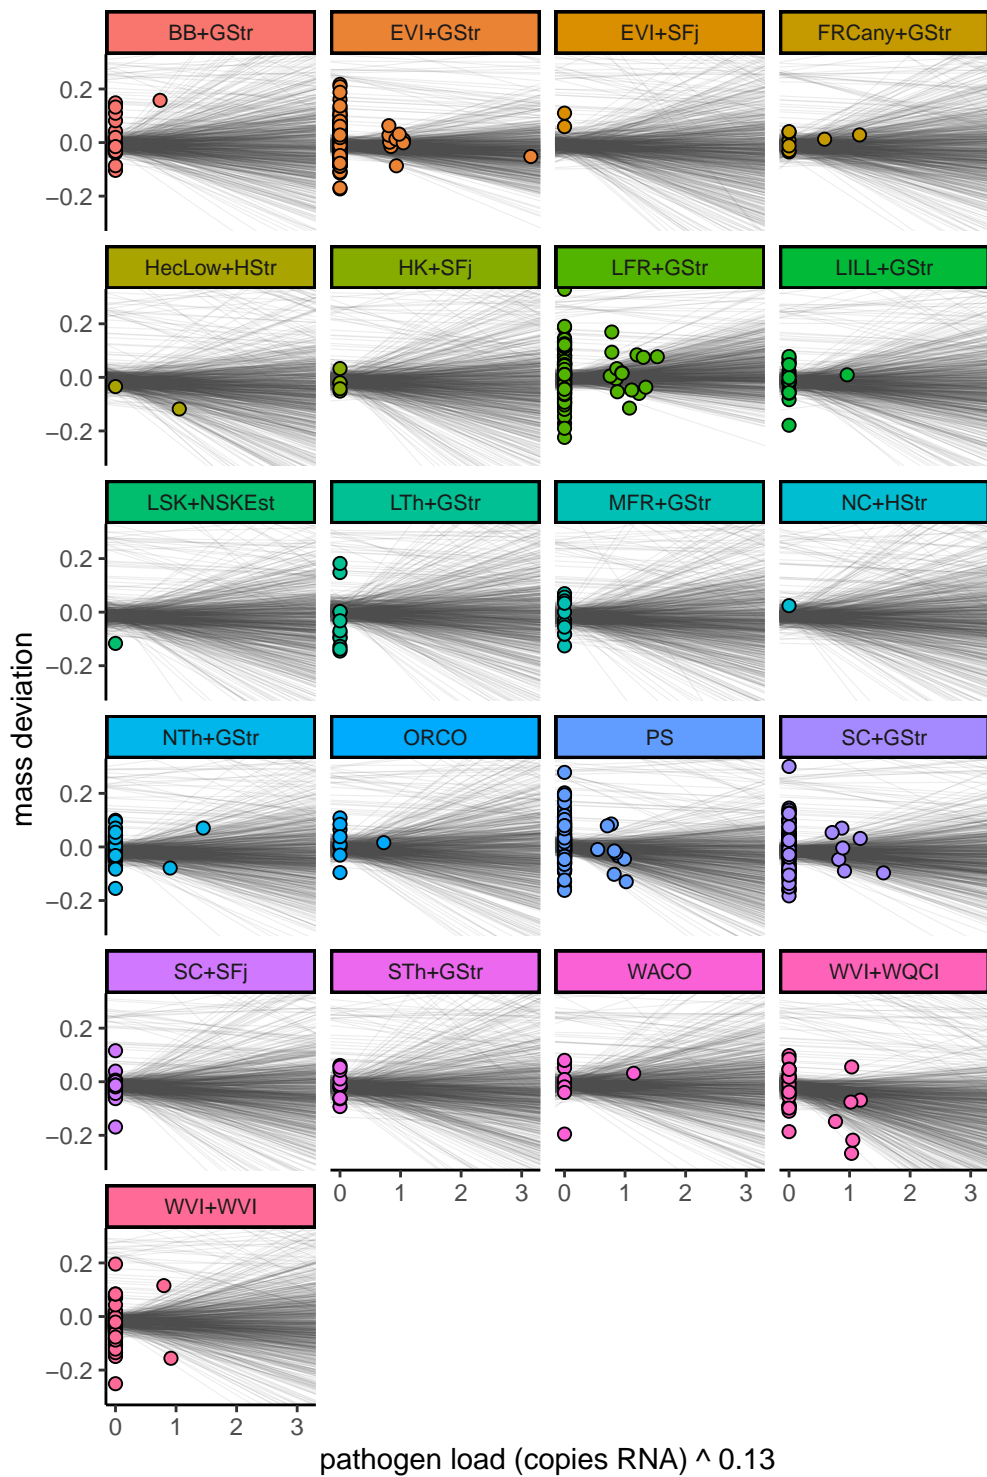 BB+GStr EVI+GStr EVI+SFj FRCany+GStr
0.2
0.0
−0.2
HecLow+HStr HK+SFj LFR+GStr LILL+GStr
0.2
0.0
−0.2
LSK+NSKEst LTh+GStr MFR+GStr NC+HStr
0.2
0.0
−0.2
mass deviation
NTh+GStr ORCO PS SC+GStr
0.2
0.0
−0.2
SC+SFj STh+GStr WACO WVI+WQCI
0.2
0.0
−0.2
0 1 2 3 0 1 2 3 0 1 2 3
WVI+WVI
0.2
0.0
−0.2
0 1 2 3
pathogen load (copies RNA) ^ 0.13